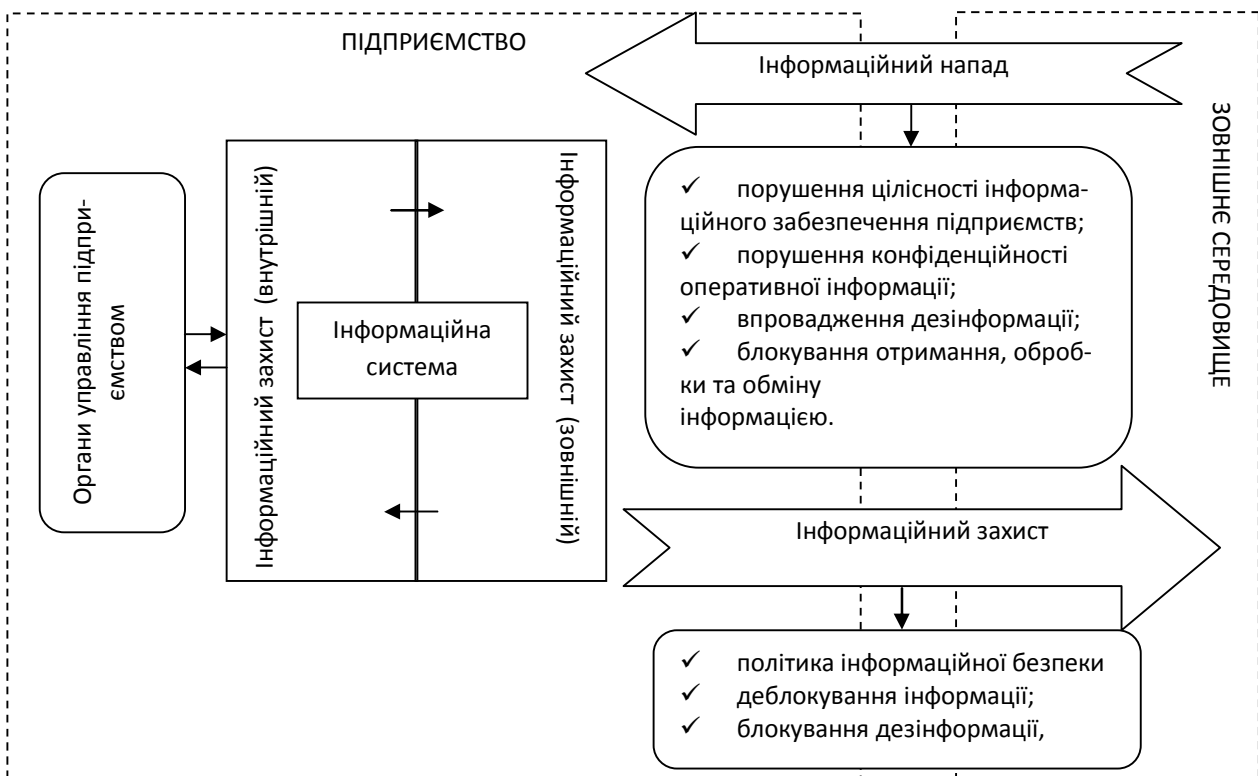 ПІДПРИЄМСТВО
Інформаційний напад
ЗОВНІШНЄ СЕРЕДОВИЩЕ
Органи управління підпри-
ємством
Інформаційний захист (внутрішній)
Інформаційний захист (зовнішній)
Інформаційна
система
✓ порушення цілісності інформа-
ційного забезпечення підприємств;
✓ порушення конфіденційності
оперативної інформації;
✓ впровадження дезінформації;
✓ блокування отримання, оброб-
ки та обміну
інформацією.
Інформаційний захист
✓ політика інформаційної безпеки
✓ деблокування інформації;
✓ блокування дезінформації,